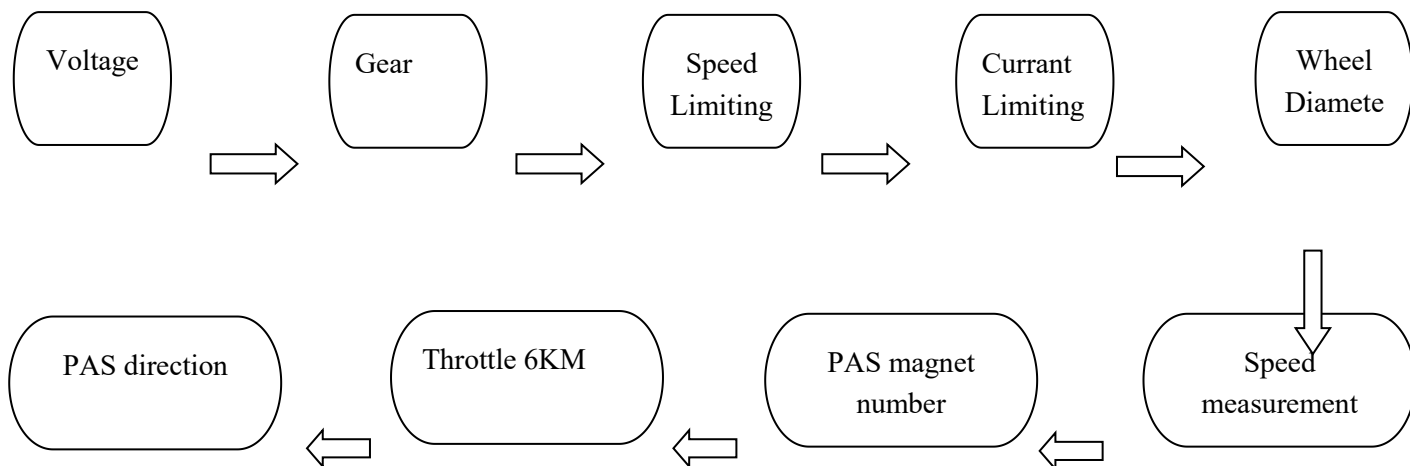 Voltage
Gear
Speed
Limiting
Currant
Limiting
Wheel
Diamete
PAS direction
Throttle 6KM
PAS magnet
number
Speed
measurement